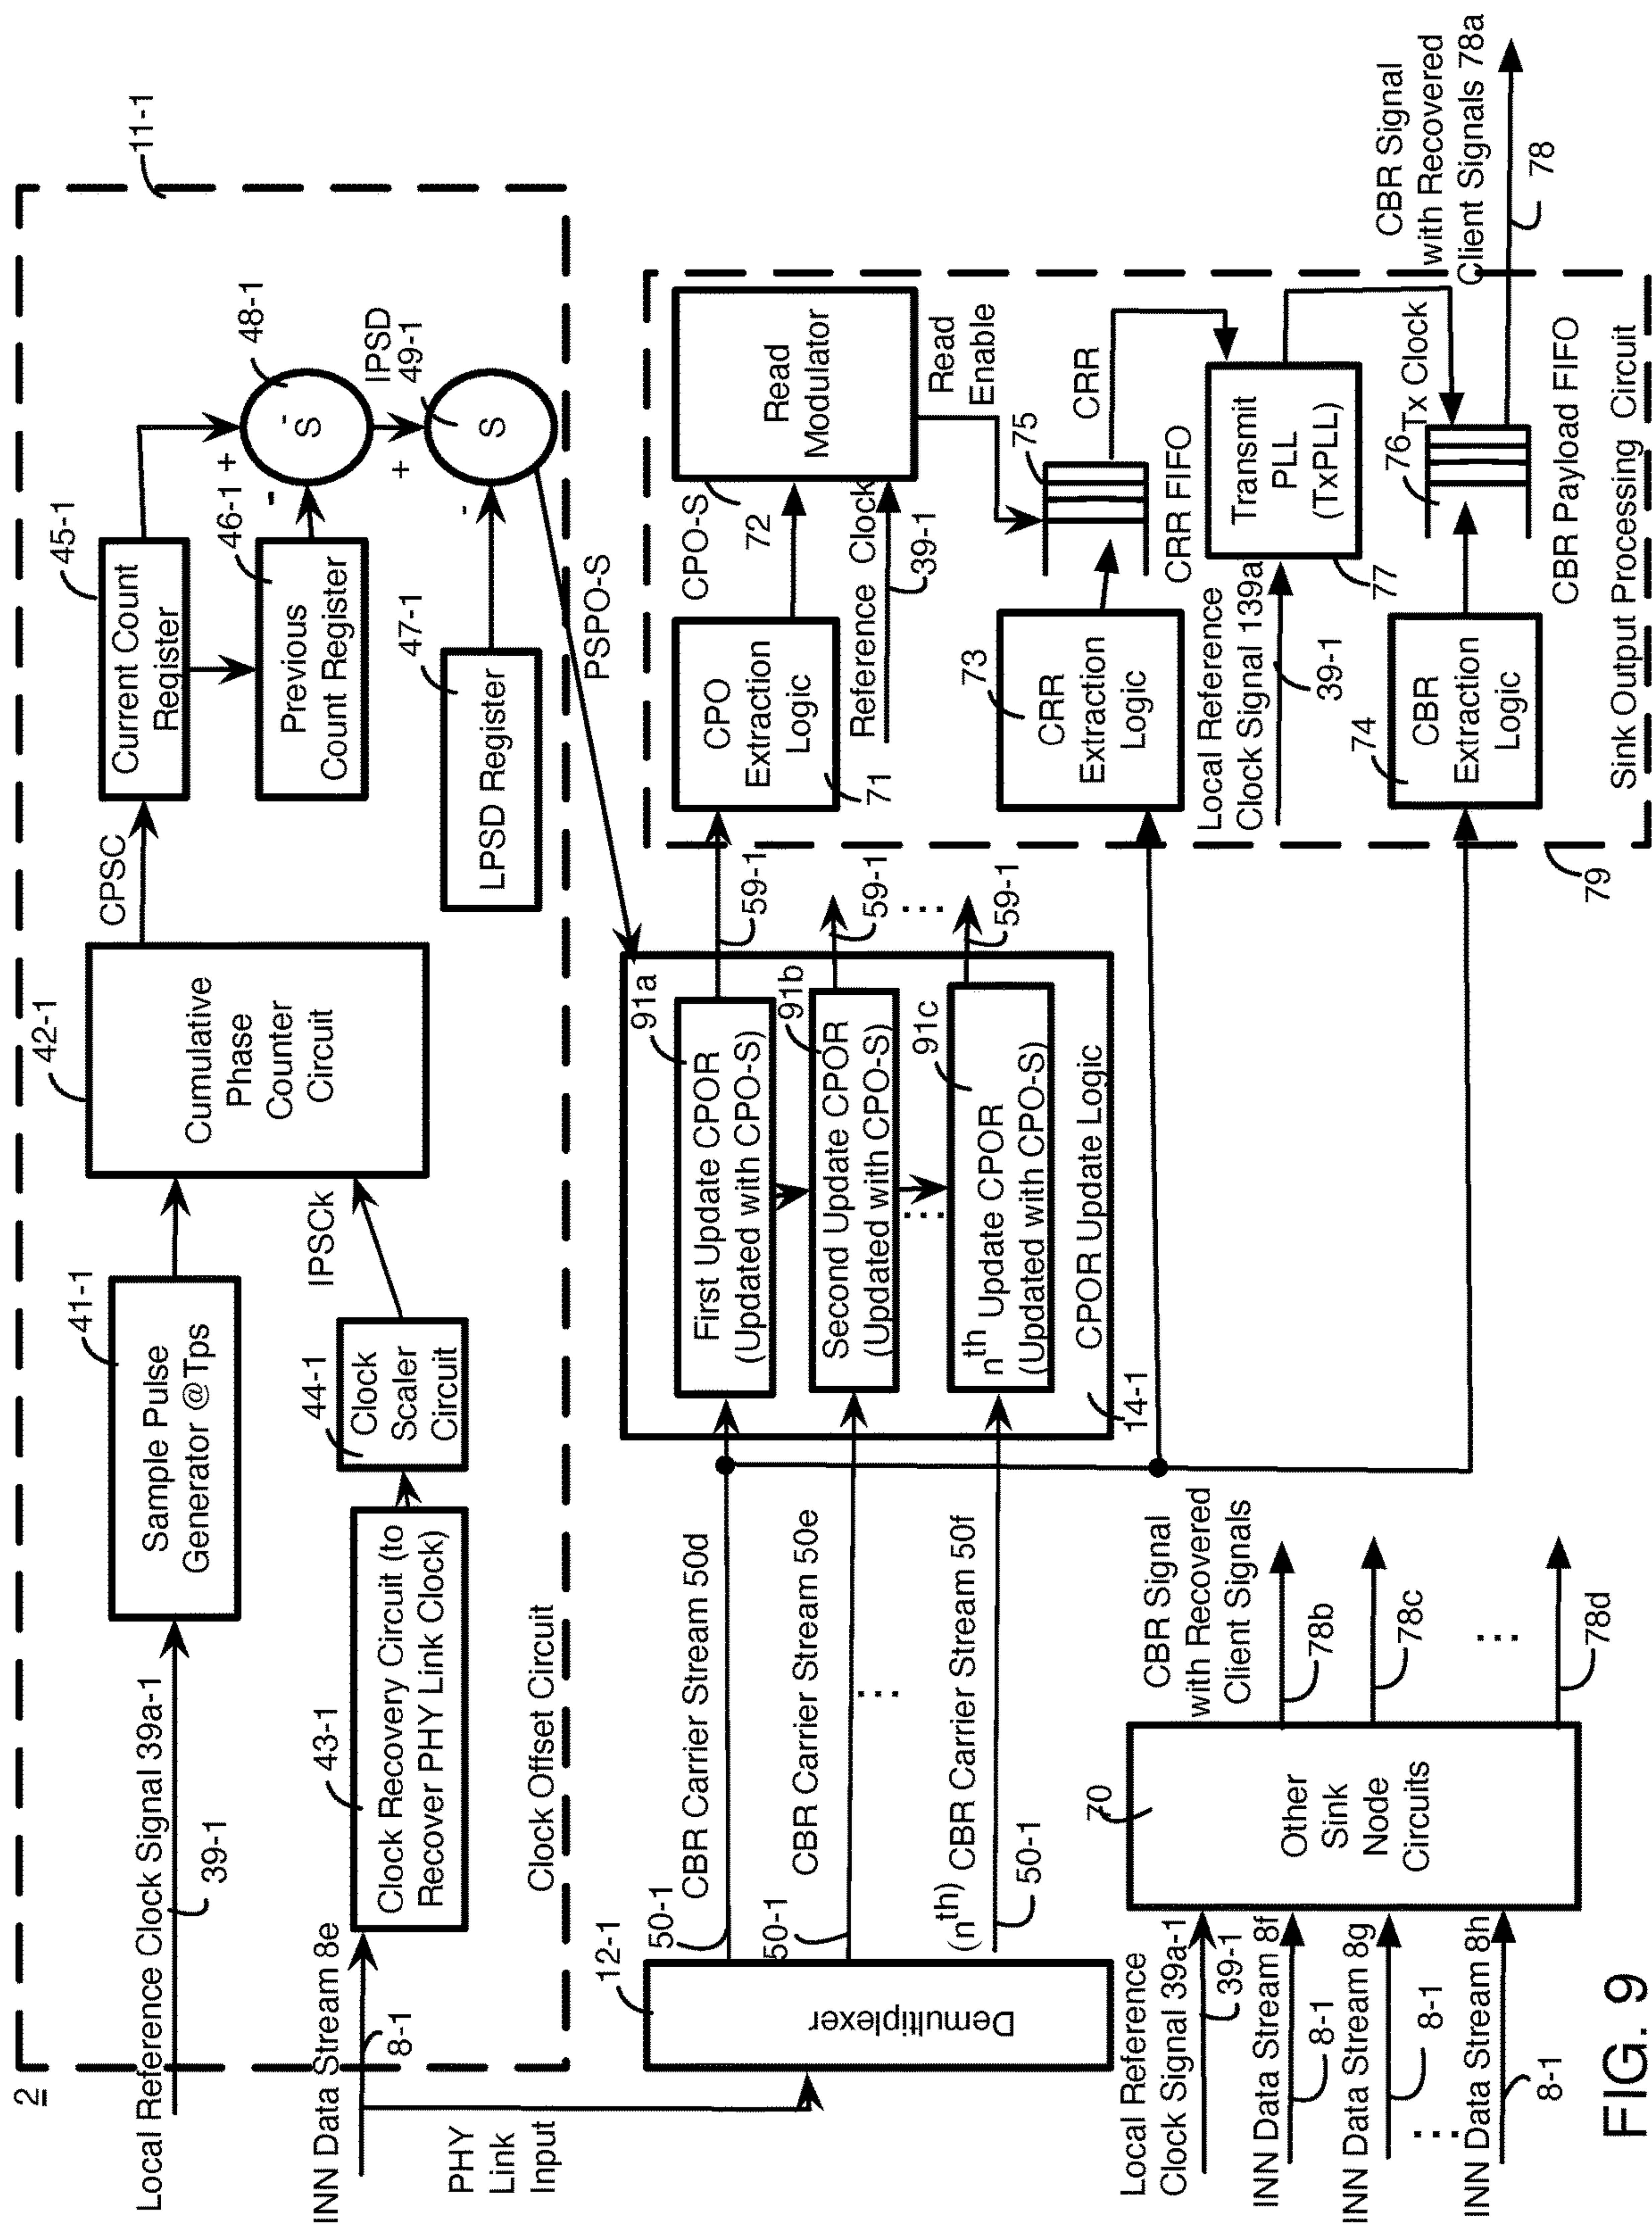 2
11-1
Local Reference Clock Signal 39a-1
39-1
41-1
Sample Pulse
Generator @Tps
42-1
Cumulative
Phase
Counter
Circuit
CPSC
45-1
Current Count
Register
46-1
Previous
Count Register
+
-
48-1
-
S
IPSD
49-1
+
-
S
47-1
LPSD Register
INN Data Stream 8e
8-1
43-1
Clock Recovery Circuit (to
Recover PHY Link Clock)
44-1
Clock
Scaler
Circuit
IPSCk
Clock Offset Circuit
PSPO-S
PHY
Link
Input
12-1
Demultiplexer
50-1
CBR Carrier Stream 50d
50-1
CBR Carrier Stream 50e
...
(nth) CBR Carrier Stream 50f
50-1
91a
First Update CPOR
(Updated with CPO-S)
91b
Second Update CPOR
(Updated with CPO-S)
...
91c
nth Update CPOR
(Updated with CPO-S)
CPOR Update Logic
14-1
59-1
59-1
...
59-1
CPO
Extraction
Logic
71
CPO-S
72
Read
Modulator
Reference Clock
39-1
Read
Enable
73
CRR
Extraction
Logic
75
CRR
CRR FIFO
Local Reference
Clock Signal 139a
39-1
Transmit
PLL
(TxPLL)
77
74
CBR
Extraction
Logic
76
Tx Clock
CBR Payload FIFO
Sink Output Processing Circuit
79
CBR Signal
with Recovered
Client Signals 78a
78
Local Reference
Clock Signal 39a-1
39-1
INN Data Stream 8f
8-1
INN Data Stream 8g
8-1
...
INN Data Stream 8h
8-1
70
Other
Sink
Node
Circuits
CBR Signal
with Recovered
Client Signals
78b
78c
...
78d
FIG. 9